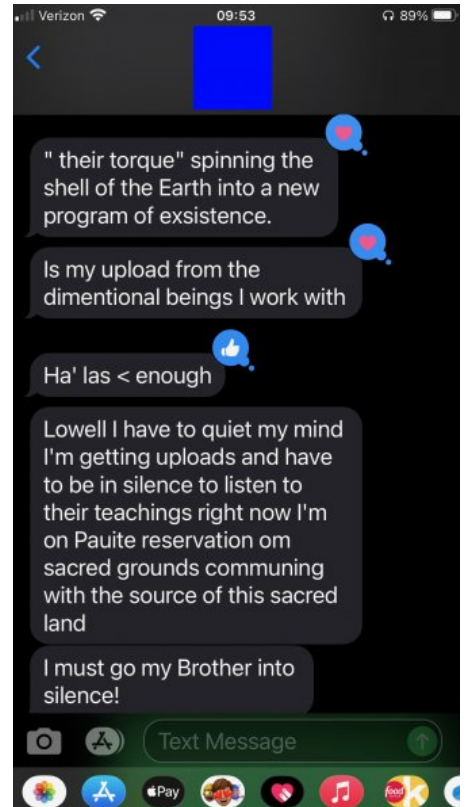 Verizon 09:53 89%
" their torque" spinning the
shell of the Earth into a new
program of exsistence.
Is my upload from the
dimentional beings I work with
Ha' las < enough
Lowell I have to quiet my mind
I'm getting uploads and have
to be in silence to listen to
their teachings right now I'm
on Pauite reservation om
sacred grounds communing
with the source of this sacred
land
I must go my Brother into
silence!
Text Message
Pay
food